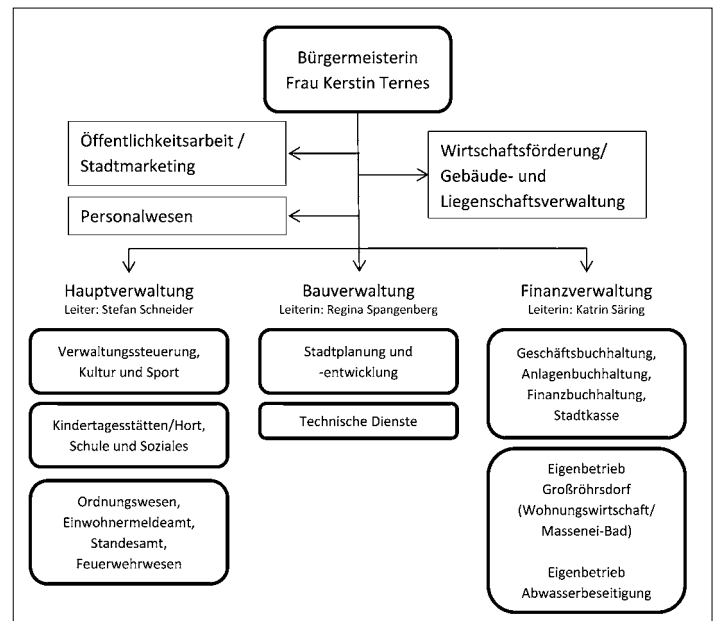 Bürgermeisterin
Frau Kerstin Ternes
Öffentlichkeitsarbeit /
Stadtmarketing
Wirtschaftsförderung/
Gebäude- und
Liegenschaftsverwaltung
Personalwesen
Hauptverwaltung
Leiter: Stefan Schneider
Verwaltungssteuerung,
Kultur und Sport
Kindertagesstätten/Hort,
Schule und Soziales
Ordnungswesen,
Einwohnermeldeamt,
Standesamt,
Feuerwehrwesen
Bauverwaltung
Leiterin: Regina Spangenberg
Stadtplanung und
-entwicklung
Technische Dienste
Finanzverwaltung
Leiterin: Katrin Säring
Geschäftsbuchhaltung,
Anlagenbuchhaltung,
Finanzbuchhaltung,
Stadtkasse
Eigenbetrieb
Großröhrsdorf
(Wohnungswirtschaft/
Massenei-Bad)
Eigenbetrieb
Abwasserbeseitigung